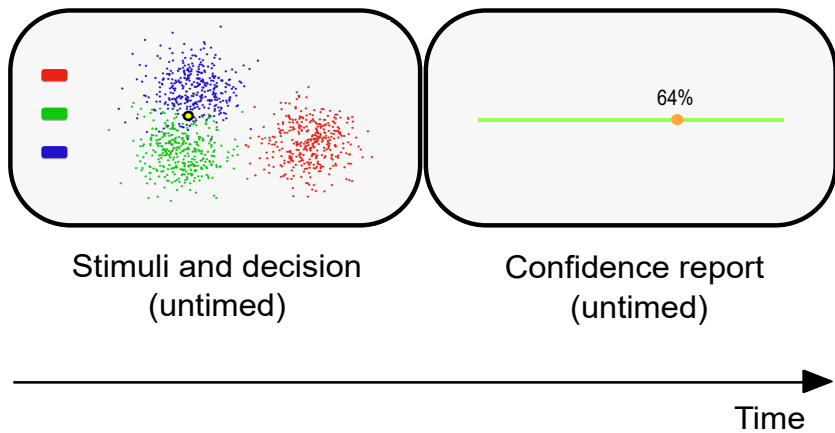 64%
Stimuli and decision
(untimed)
Confidence report
(untimed)
Time